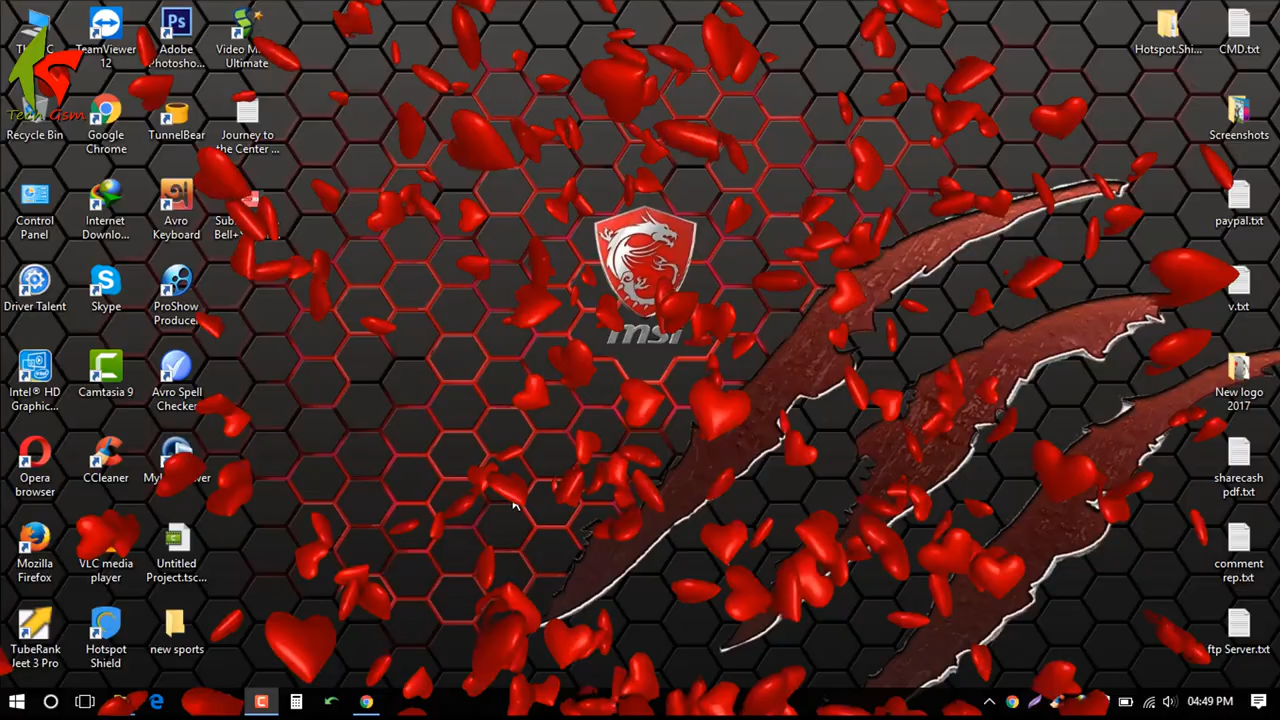 TeamViewer
12
Adobe
Photosho...
Ultimate
Hotspot.Shi...
CMD.txt
Tech Gsm
Recycle Bin
Google
Chrome
TunnelBear
Journey to
the Center ...
Screenshots
Control
Panel
Internet
Downlo...
Avro
Keyboard
paypal.txt
Driver Talent
Skype
ProShow
Producer
v.txt
msi
Intel® HD
Graphic...
Camtasia 9
Avro Spell
Checker
New logo
2017
Opera
browser
CCleaner
sharecash
pdf.txt
Mozilla
Firefox
VLC media
player
Untitled
Project.tsc...
comment
rep.txt
TubeRank
Jeet 3 Pro
Hotspot
Shield
new sports
ftp Server.txt
04:49 PM